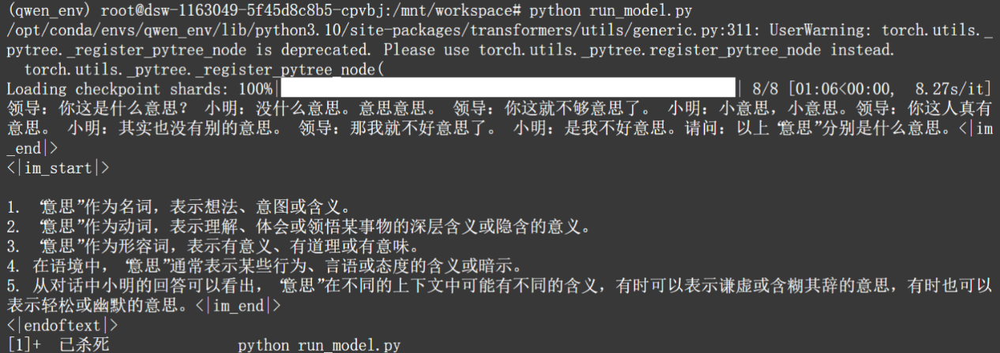 (qwen_env) root@dsw-1163049-5f45d8c8b5-cpvbj:/mnt/workspace# python run_model.py
/opt/conda/envs/qwen_env/lib/python3.10/site-packages/transformers/utils/generic.py:311: UserWarning: torch.utils._
pytree._register_pytree_node is deprecated. Please use torch.utils._pytree.register_pytree_node instead.
  torch.utils._pytree._register_pytree_node(
Loading checkpoint shards: 100%|| 8/8 [01:06<00:00,  8.27s/it]
领导：你这是什么意思？ 小明：没什么意思。意思意思。 领导：你这就不够意思了。 小明：小意思，小意思。领导：你这人真有
意思。 小明：其实也没有别的意思。 领导：那我就不好意思了。 小明：是我不好意思。请问：以上“意思”分别是什么意思。<|im
_end|>
<|im_start|>
1. “意思”作为名词，表示想法、意图或含义。
2. “意思”作为动词，表示理解、体会或领悟某事物的深层含义或隐含的意义。
3. “意思”作为形容词，表示有意义、有道理或有意味。
4. 在语境中，“意思”通常表示某些行为、言语或态度的含义或暗示。
5. 从对话中小明的回答可以看出，“意思”在不同的上下文中可能有不同的含义，有时可以表示谦虚或含糊其辞的意思，有时也可以
表示轻松或幽默的意思。<|im_end|>
<|endoftext|>
[1]+  已杀死                  python run_model.py